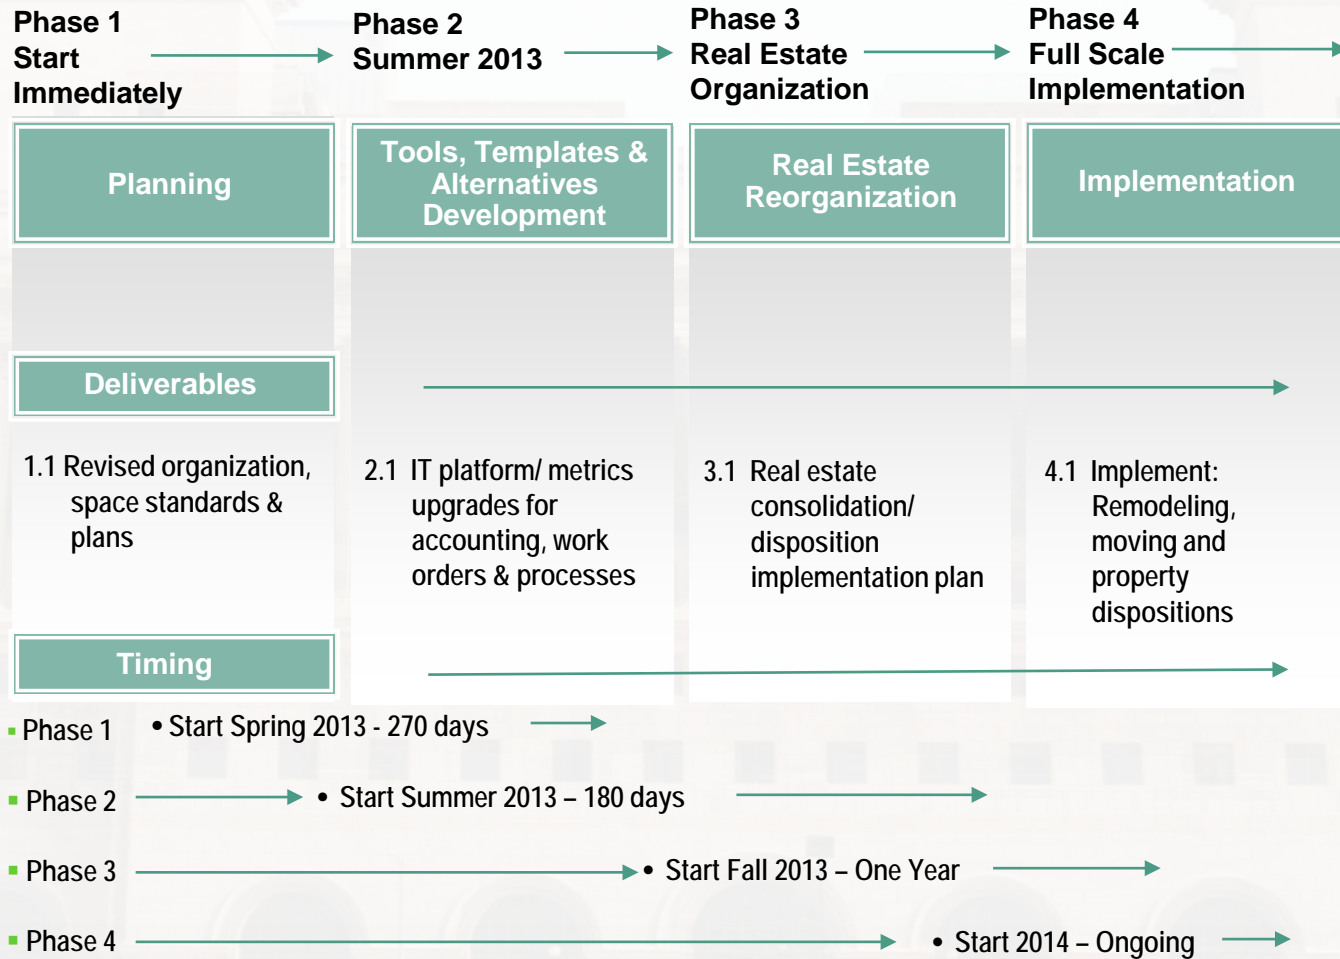 Phase 1
Start
Immediately
Phase 2
Summer 2013
Phase 3
Real Estate
Organization
Phase 4
Full Scale
Implementation
Planning
Tools, Templates &
Alternatives
Development
Real Estate
Reorganization
Implementation
Deliverables
1.1 Revised organization,
space standards &
plans
2.1 IT platform/ metrics
upgrades for
accounting, work
orders & processes
3.1 Real estate
consolidation/
disposition
implementation plan
4.1 Implement:
Remodeling,
moving and
property
dispositions
Timing
▪ Phase 1 • Start Spring 2013 - 270 days
▪ Phase 2 • Start Summer 2013 – 180 days
▪ Phase 3 • Start Fall 2013 – One Year
▪ Phase 4 • Start 2014 – Ongoing